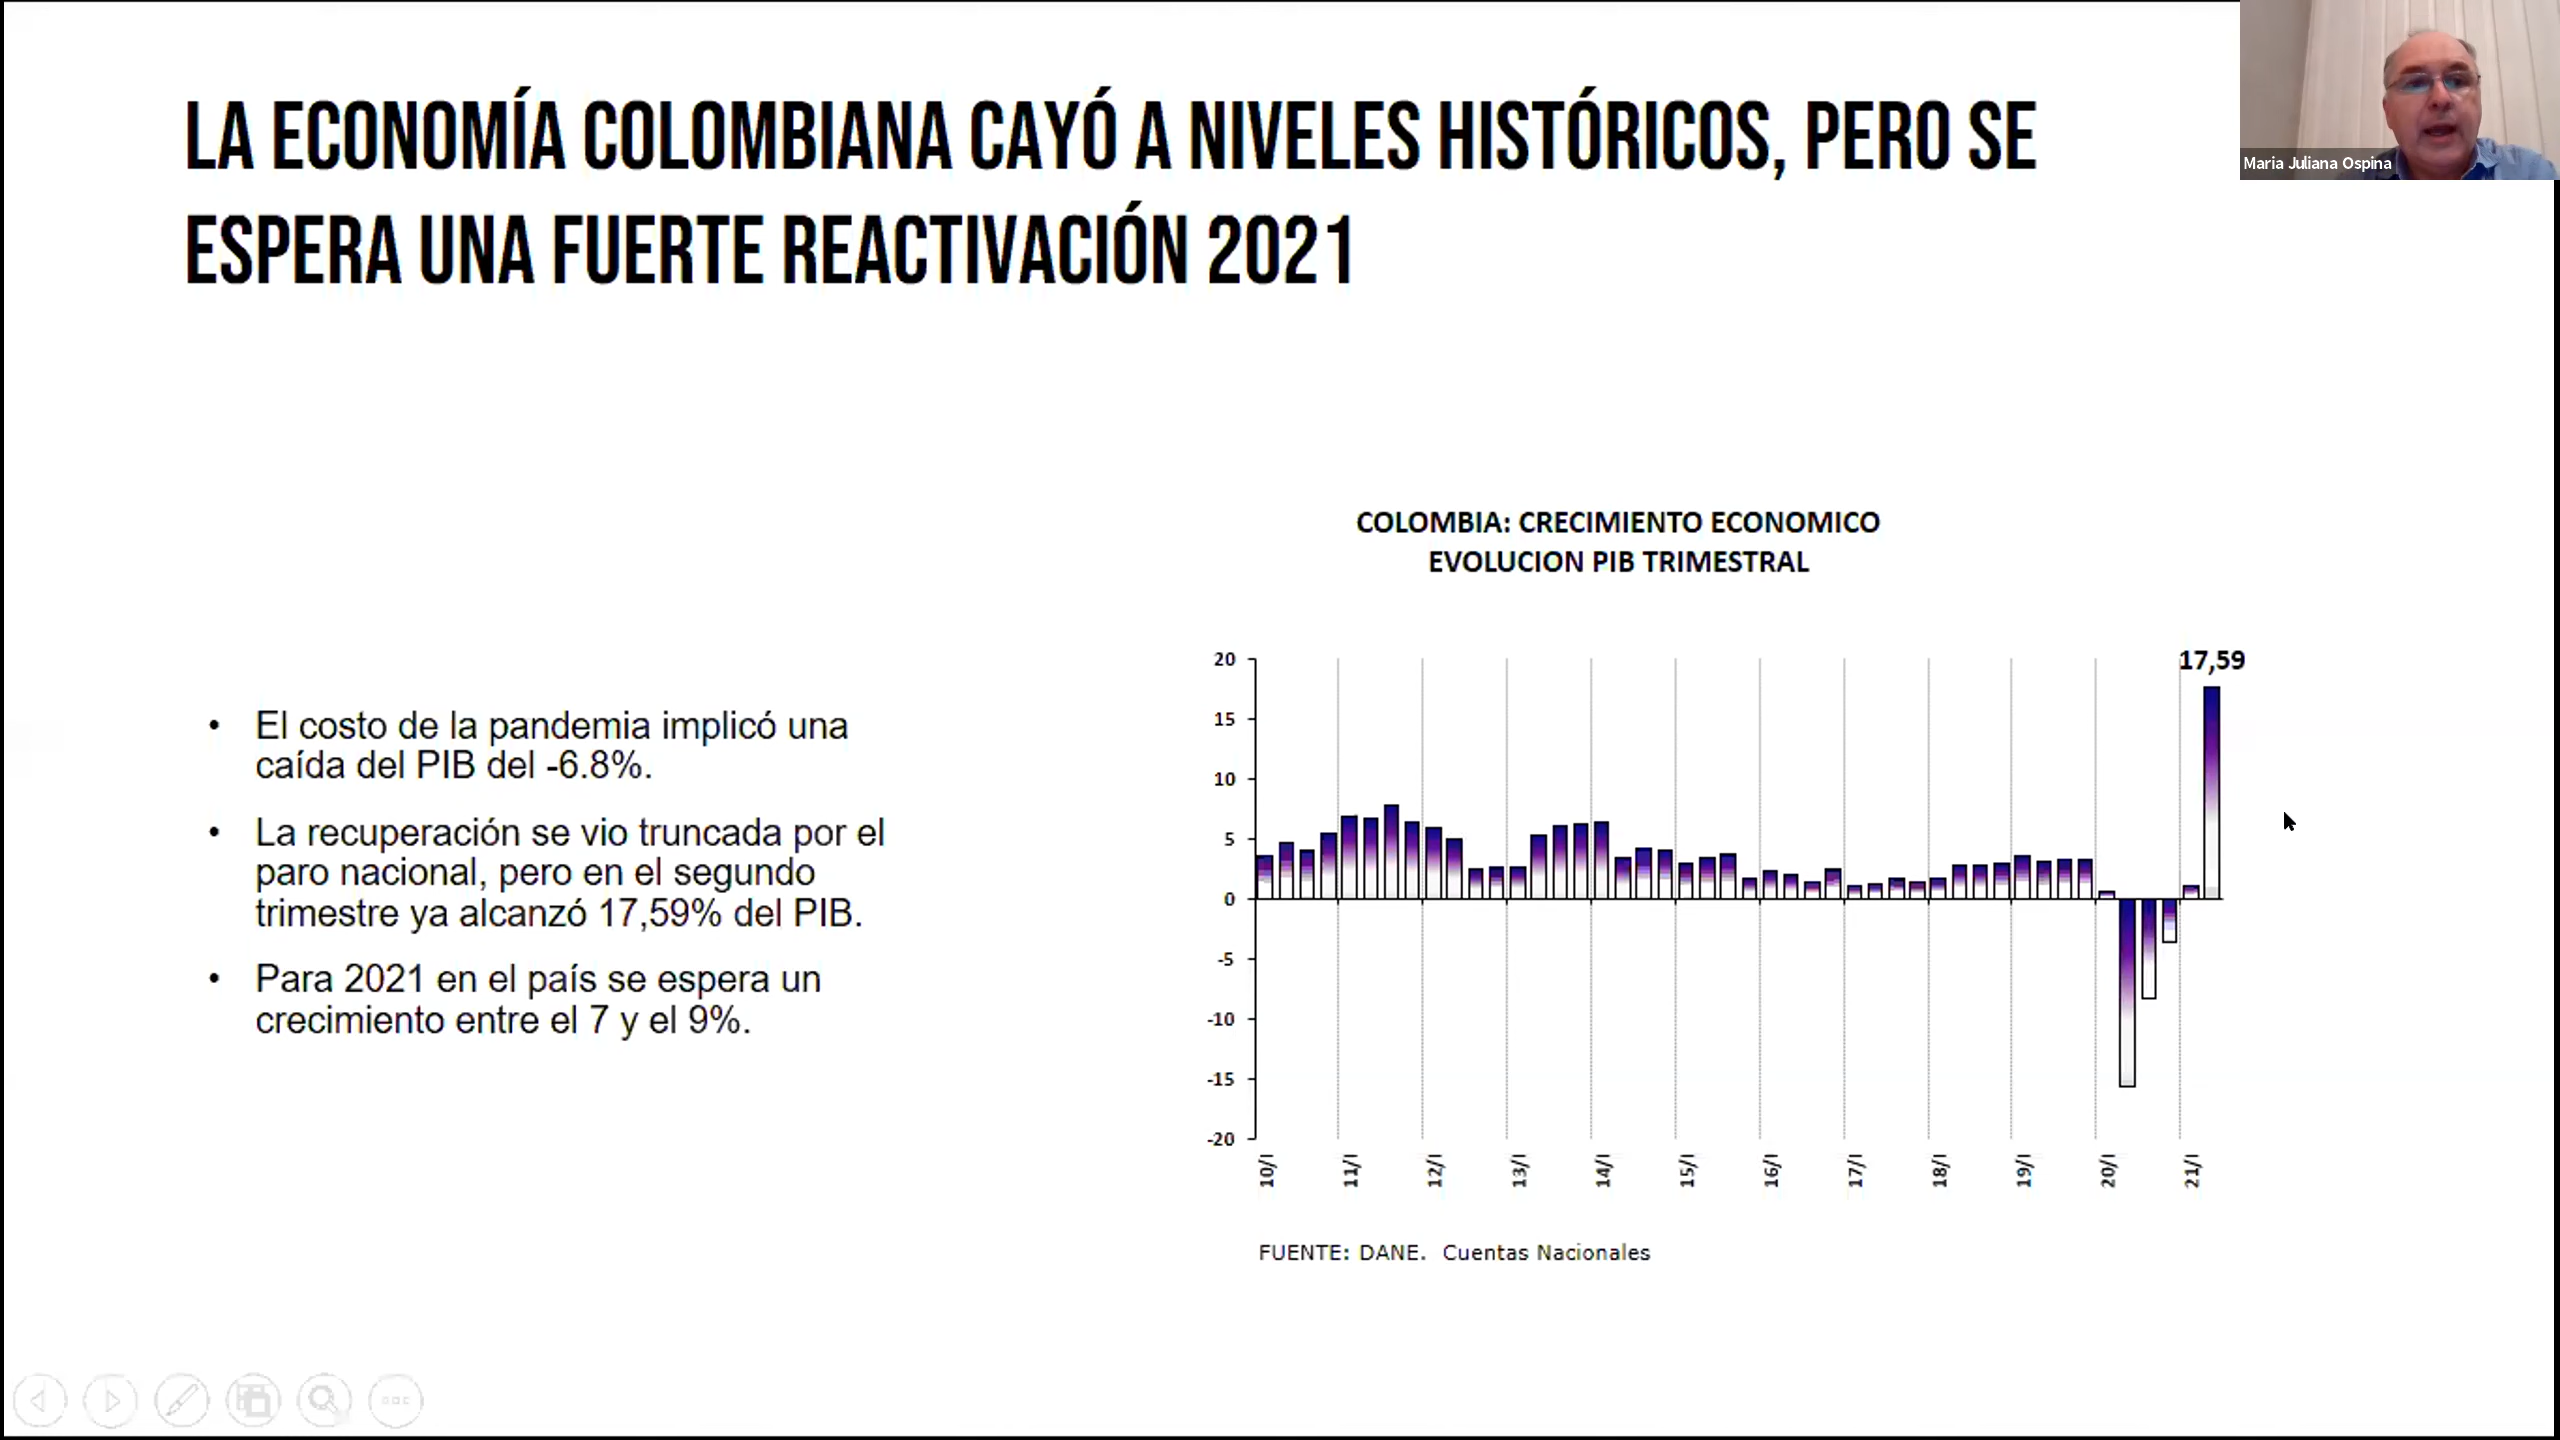 LA ECONOMÍA COLOMBIANA CAYÓ A NIVELES HISTÓRICOS, PERO SE
ESPERA UNA FUERTE REACTIVACIÓN 2021
Maria Juliana Ospina
• El costo de la pandemia implicó una
caída del PIB del -6.8%.
• La recuperación se vio truncada por el
paro nacional, pero en el segundo
trimestre ya alcanzó 17,59% del PIB.
• Para 2021 en el país se espera un
crecimiento entre el 7 y el 9%.
COLOMBIA: CRECIMIENTO ECONOMICO
EVOLUCION PIB TRIMESTRAL
17,59
20
15
10
5
0
-5
-10
-15
-20
10/I
11/I
12/I
13/I
14/I
15/I
16/I
17/I
18/I
19/I
20/I
21/I
FUENTE: DANE. Cuentas Nacionales